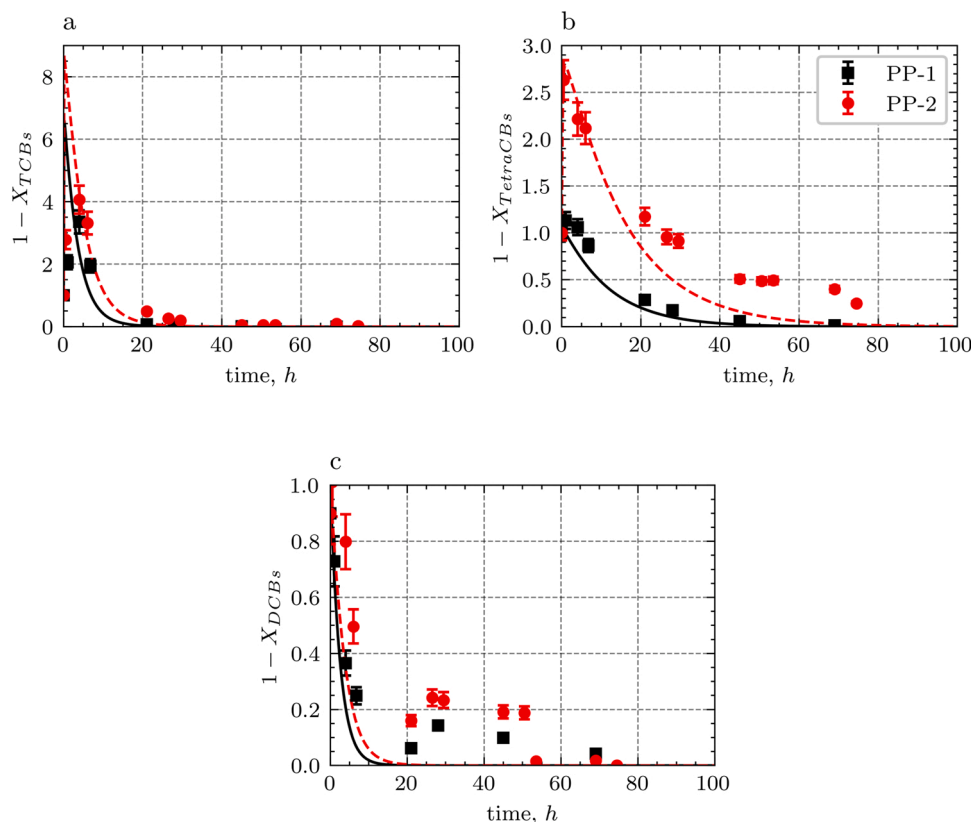 a
1 − X_{TCBs}
8
6
4
2
0
0 20 40 60 80 100
time, h
b
1 − X_{TetraCBs}
3.0
2.5
2.0
1.5
1.0
0.5
0.0
0 20 40 60 80 100
time, h
PP-1
PP-2
c
1 − X_{DCBs}
1.0
0.8
0.6
0.4
0.2
0.0
0 20 40 60 80 100
time, h